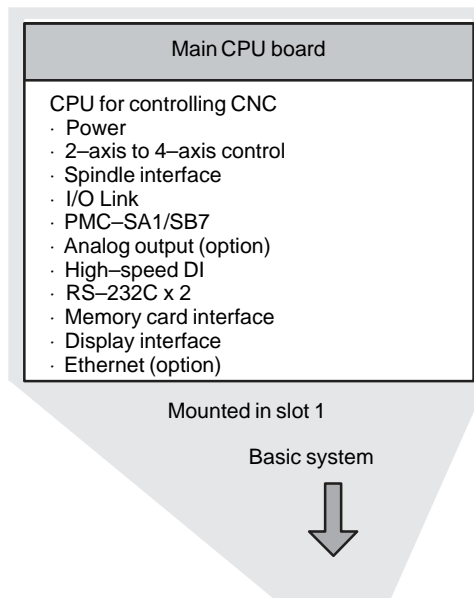 Main CPU board
CPU for controlling CNC
· Power
· 2–axis to 4–axis control
· Spindle interface
· I/O Link
· PMC–SA1/SB7
· Analog output (option)
· High–speed DI
· RS–232C x 2
· Memory card interface
· Display interface
· Ethernet (option)
Mounted in slot 1
Basic system